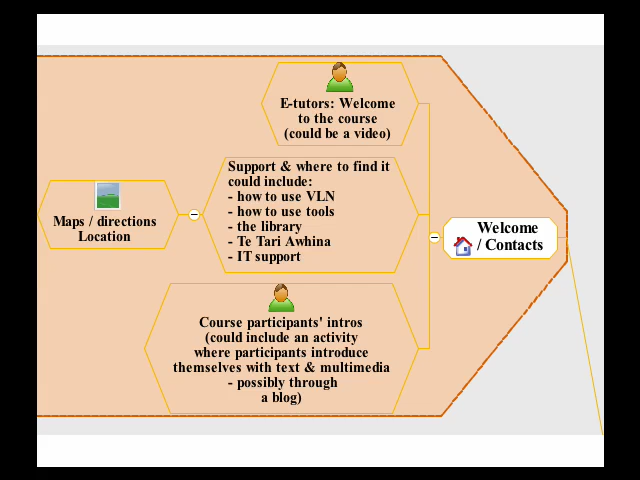 E-tutors: Welcome
to the course
(could be a video)
Support & where to find it
could include:
- how to use VLN
- how to use tools
- the library
- Te Tari Awhina
- IT support
Maps / directions
Location
Welcome
/ Contacts
Course participants' intros
(could include an activity
where participants introduce
themselves with text & multimedia
- possibly through
a blog)